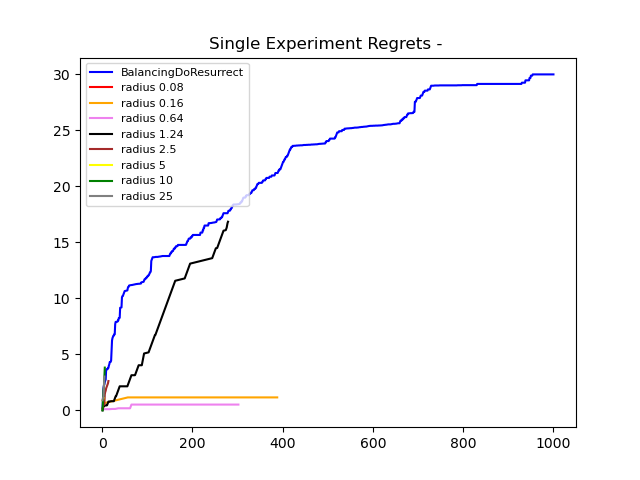 Single Experiment Regrets -
BalancingDoResurrect
radius 0.08
radius 0.16
radius 0.64
radius 1.24
radius 2.5
radius 5
radius 10
radius 25
30
25
20
15
10
5
0
0 200 400 600 800 1000